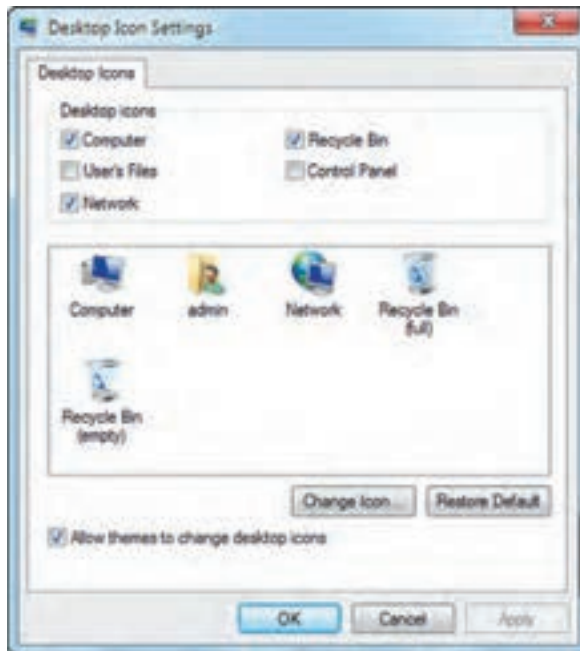 Desktop Icon Settings
Desktop Icons
Desktop icons
Computer
Recycle Bin
User's Files
Control Panel
Network
Computer
admin
Network
Recycle Bin
(full)
Recycle Bin
(empty)
Change Icon...
Restore Default
Allow themes to change desktop icons
OK
Cancel
Apply